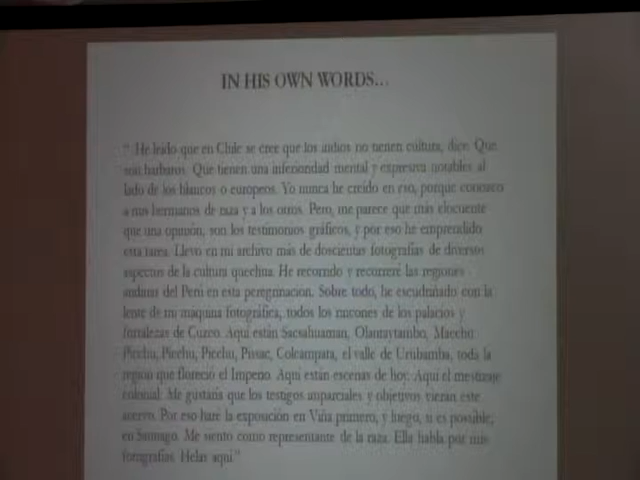 IN HIS OWN WORDS...
" He leido que en Chile se cree que los indios no tienen cultura, dice. Que
son barbaros. Que tienen una inferioridad mental y expresiva notables al
lado de los blancos o europeos. Yo nunca he creido en eso, porque conozco
a mis hermanos de raza y a los otros. Pero, me parece que más elocuente
que una opinión, son los testimonios gráficos, y por eso he emprendido
esta tarea. Llevo en mi archivo más de doscientas fotografías de diversos
aspectos de la cultura quechua. He recorrido y recorreré las regiones
andinas del Perú en esta peregrinacion. Sobre todo, he escudriñado con la
lente de mi maquina fotográfica, todos los rincones de los palacios y
fortalezas de Cuzco. Aquí están Sacsahuaman, Olantaytambo, Macchu
Picchu, Picchu, Picchu, Pissac, Colcampata, el valle de Urubamba, toda la
region que floreció el Imperio. Aquí están escenas de hoy. Aquí el mestizaje
colonial. Me gustaría que los testigos imparciales y objetivos vieran este
acervo. Por eso haré la exposición en Viña primero, y luego, si es posible,
en Santiago. Me siento como representante de la raza. Ella habla por mis
fotografías. Helas aquí."